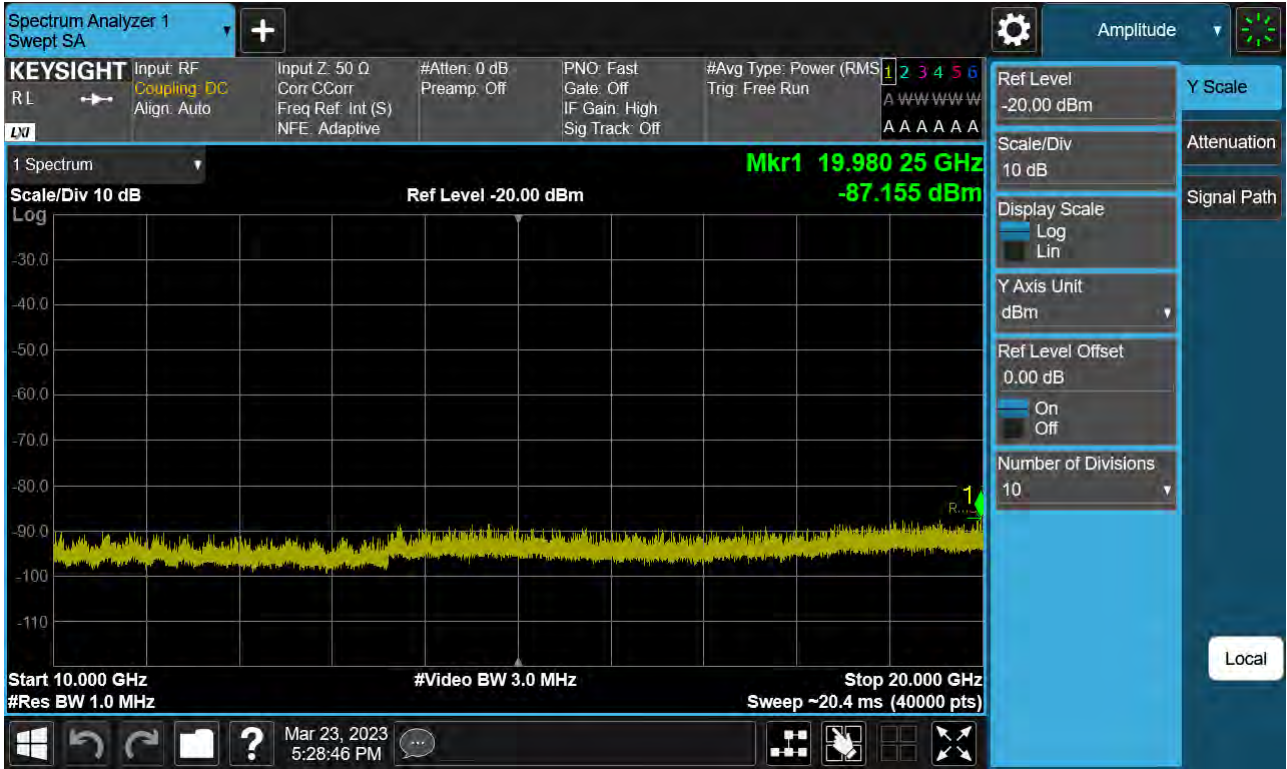 Spectrum Analyzer 1
Swept SA
Amplitude
KEYSIGHT
RL
LXI
Input: RF
Coupling: DC
Align: Auto
Input Z: 50 Ω
Corr CCorr
Freq Ref: Int (S)
NFE: Adaptive
#Atten: 0 dB
Preamp: Off
PNO: Fast
Gate: Off
IF Gain: High
Sig Track: Off
#Avg Type: Power (RMS
Trig: Free Run
1 2 3 4 5 6
A W W W W W
A A A A A A
1 Spectrum
Scale/Div 10 dB
Ref Level -20.00 dBm
Mkr1 19.980 25 GHz
-87.155 dBm
Log
-30.0
-40.0
-50.0
-60.0
-70.0
-80.0
-90.0
-100
-110
1
Start 10.000 GHz
#Res BW 1.0 MHz
#Video BW 3.0 MHz
Stop 20.000 GHz
Sweep ~20.4 ms (40000 pts)
Ref Level
-20.00 dBm
Scale/Div
10 dB
Display Scale
Log
Lin
Y Axis Unit
dBm
Ref Level Offset
0.00 dB
On
Off
Number of Divisions
10
Y Scale
Attenuation
Signal Path
Local
?
Mar 23, 2023
5:28:46 PM